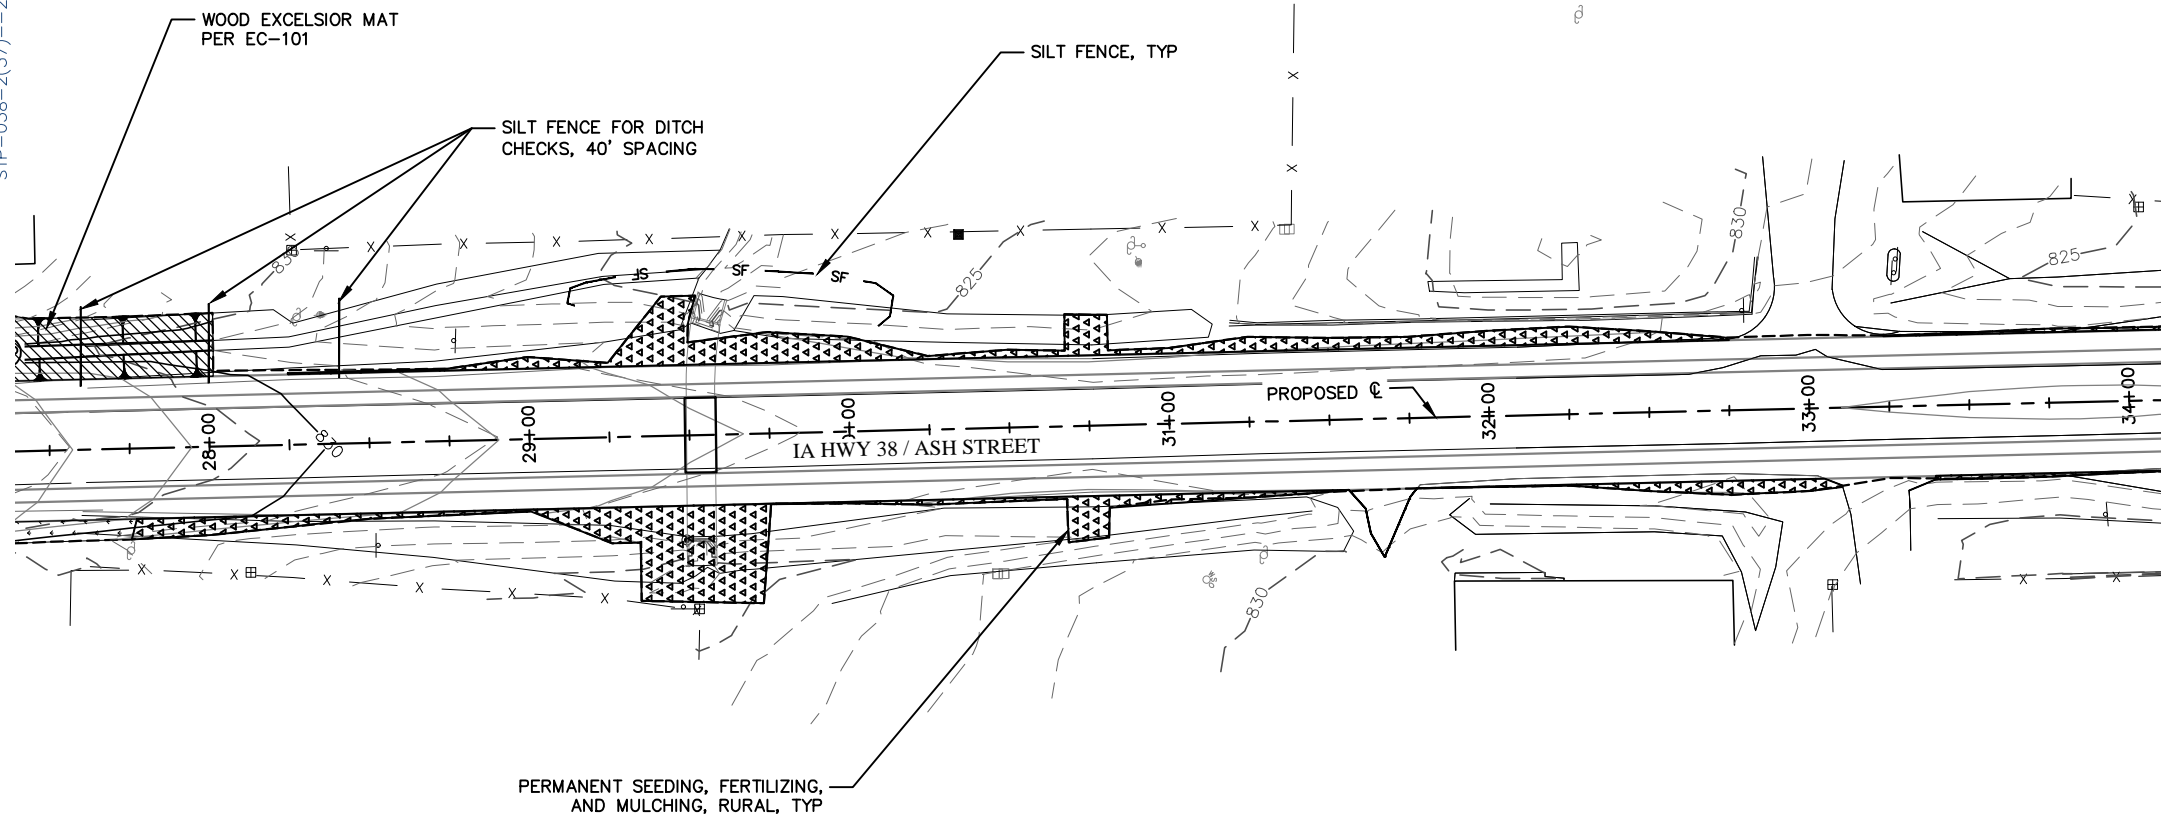 WOOD EXCELSIOR MAT
PER EC-101
SILT FENCE, TYP
SILT FENCE FOR DITCH
CHECKS, 40' SPACING
SF
SF
SF
825
830
825
830
PROPOSED ℄
28+00
29+00
31+00
32+00
33+00
34+00
IA HWY 38 / ASH STREET
830
PERMANENT SEEDING, FERTILIZING,
AND MULCHING, RURAL, TYP